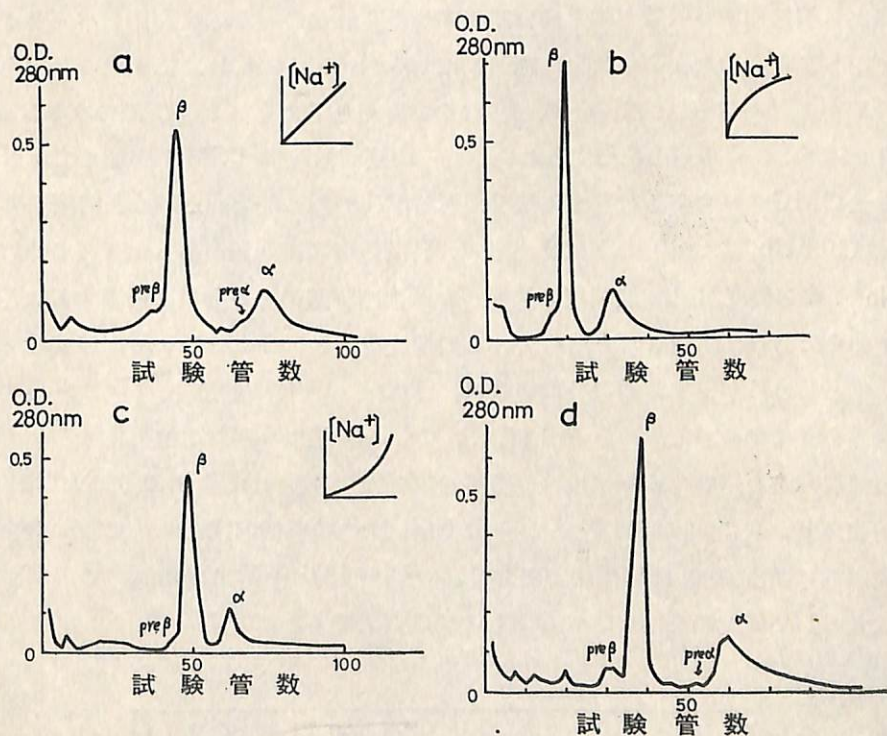 O.D.
280nm
a
[Na⁺]
0.5
β
preβ
preα
α
0
50
100
試験管数
O.D.
280nm
b
[Na⁺]
0.5
β
preβ
α
0
50
試験管数
O.D.
280nm
c
[Na⁺]
0.5
β
preβ
α
0
50
100
試験管数
O.D.
280nm
d
0.5
β
preβ
preα
α
0
50
試験管数